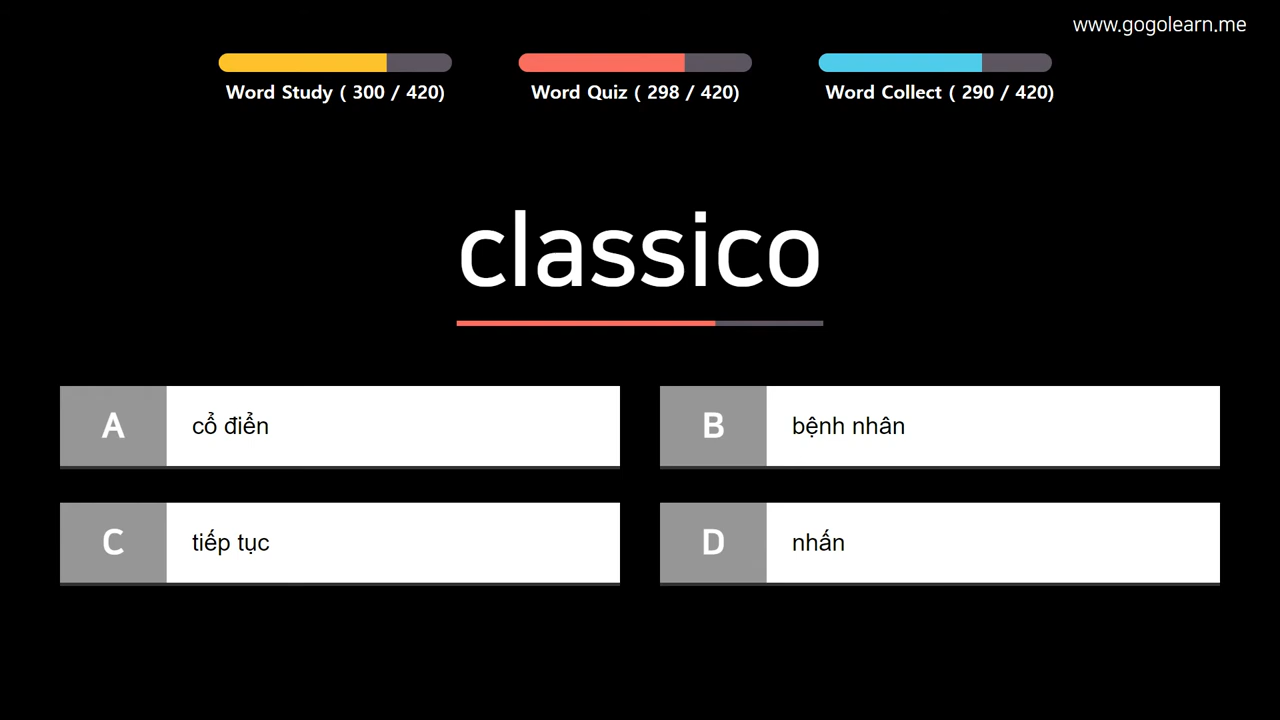 www.gogolearn.me
Word Study ( 300 / 420)
Word Quiz ( 298 / 420)
Word Collect ( 290 / 420)
classico
A cổ điển
B bệnh nhân
C tiếp tục
D nhấn